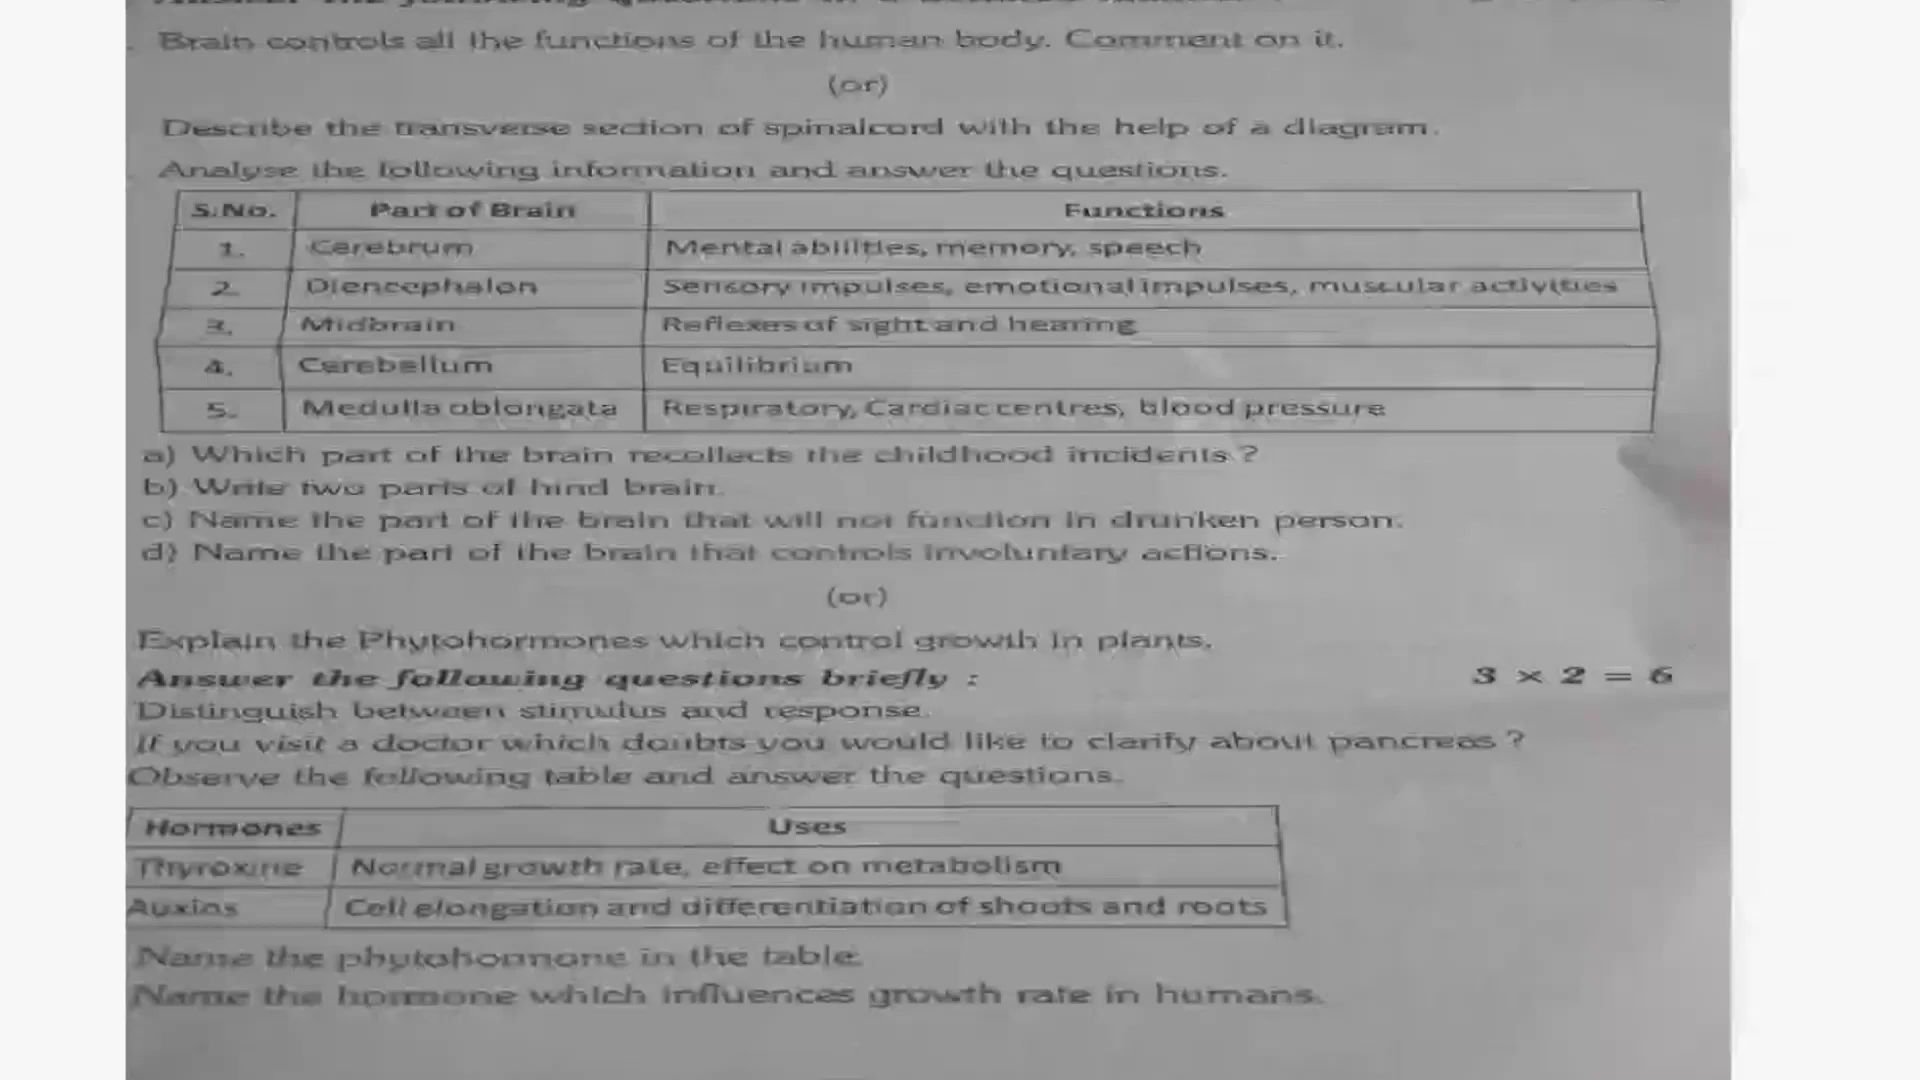 Brain controls all the functions of the human body. Comment on it.
(or)
Describe the transverse section of spinalcord with the help of a diagram.
Analyse the following information and answer the questions.
S.No. Part of Brain Functions
1. Cerebrum Mental abilities, memory, speech
2. Diencephalon Sensory impulses, emotional impulses, muscular activities
3. Midbrain Reflexes of sight and hearing
4. Cerebellum Equilibrium
5. Medulla oblongata Respiratory, Cardiac centres, blood pressure
a) Which part of the brain recollects the childhood incidents ?
b) Write two parts of hind brain.
c) Name the part of the brain that will not function in drunken person.
d) Name the part of the brain that controls involuntary actions.
(or)
Explain the Phytohormones which control growth in plants.
Answer the following questions briefly : 3 × 2 = 6
Distinguish between stimulus and response.
If you visit a doctor which doubts you would like to clarify about pancreas ?
Observe the following table and answer the questions.
Hormones Uses
Thyroxine Normal growth rate, effect on metabolism
Auxins Cell elongation and differentiation of shoots and roots
Name the phytohormone in the table.
Name the hormone which influences growth rate in humans.